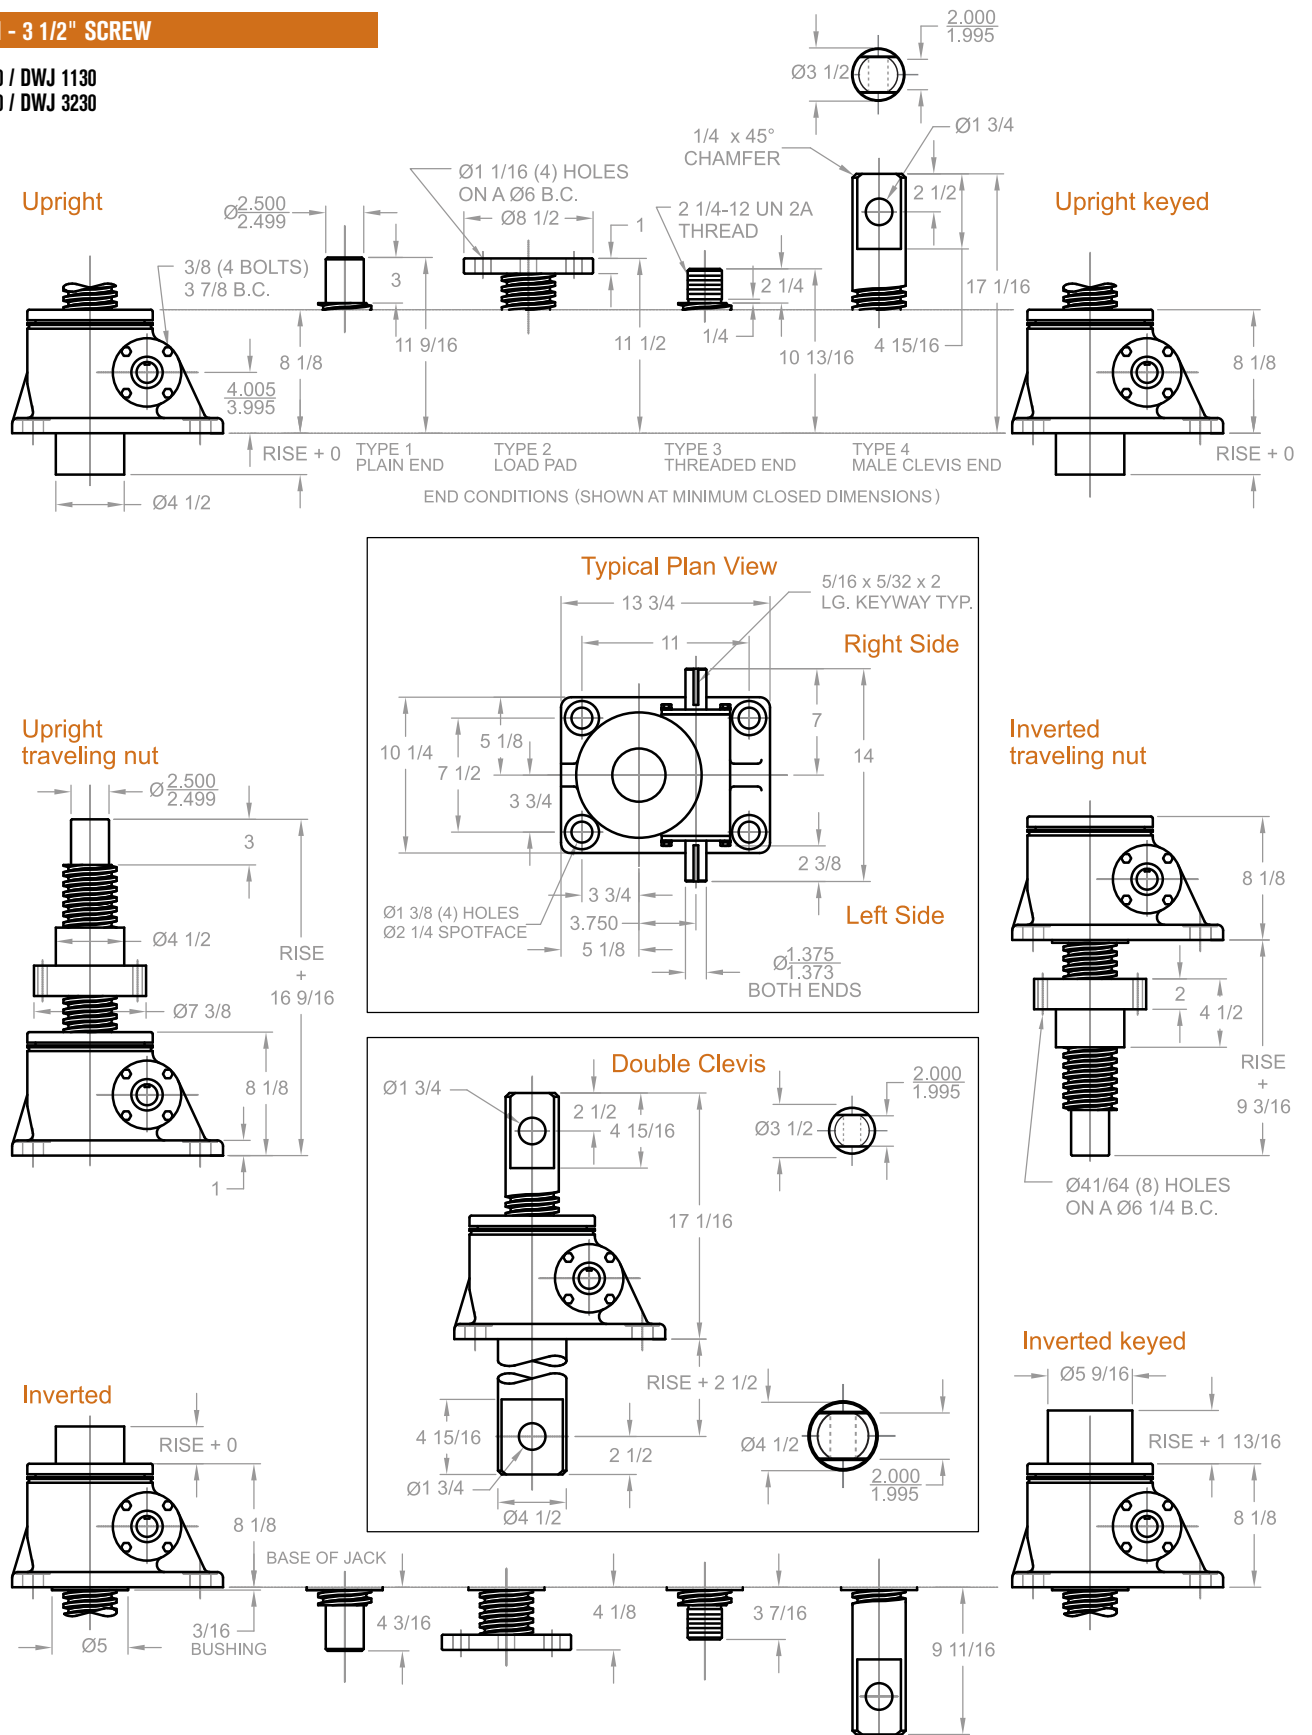 - 3 1/2" SCREW
/ DWJ 1130
/ DWJ 3230
2.000
1.995
Ø3 1/2
1/4 x 45°
CHAMFER
Ø1 3/4
Upright
Ø2.500
2.499
Ø1 1/16 (4) HOLES
ON A Ø6 B.C.
Ø8 1/2
1
2 1/4-12 UN 2A
THREAD
2 1/2
Upright keyed
3/8 (4 BOLTS)
3 7/8 B.C.
3
2 1/4
17 1/16
8 1/8
11 9/16
11 1/2
1/4
10 13/16
4 15/16
8 1/8
4.005
3.995
RISE + 0
TYPE 1
PLAIN END
TYPE 2
LOAD PAD
TYPE 3
THREADED END
TYPE 4
MALE CLEVIS END
RISE + 0
Ø4 1/2
END CONDITIONS (SHOWN AT MINIMUM CLOSED DIMENSIONS)
Typical Plan View
5/16 x 5/32 x 2
LG. KEYWAY TYP.
13 3/4
11
Right Side
10 1/4
5 1/8
7 1/2
3 3/4
7
14
2 3/8
Ø1 3/8 (4) HOLES
Ø2 1/4 SPOTFACE
3 3/4
3.750
5 1/8
Left Side
Ø1.375
1.373
BOTH ENDS
Upright
traveling nut
Ø2.500
2.499
3
Ø4 1/2
RISE
+
16 9/16
Ø7 3/8
8 1/8
1
Inverted
traveling nut
8 1/8
2
4 1/2
RISE
+
9 3/16
Ø41/64 (8) HOLES
ON A Ø6 1/4 B.C.
Double Clevis
Ø1 3/4
2 1/2
4 15/16
2.000
1.995
Ø3 1/2
17 1/16
RISE + 2 1/2
4 15/16
2 1/2
Ø4 1/2
Ø1 3/4
2.000
1.995
Ø4 1/2
Inverted
RISE + 0
8 1/8
3/16
BUSHING
Ø5
Inverted keyed
Ø5 9/16
RISE + 1 13/16
8 1/8
BASE OF JACK
4 3/16
4 1/8
3 7/16
9 11/16